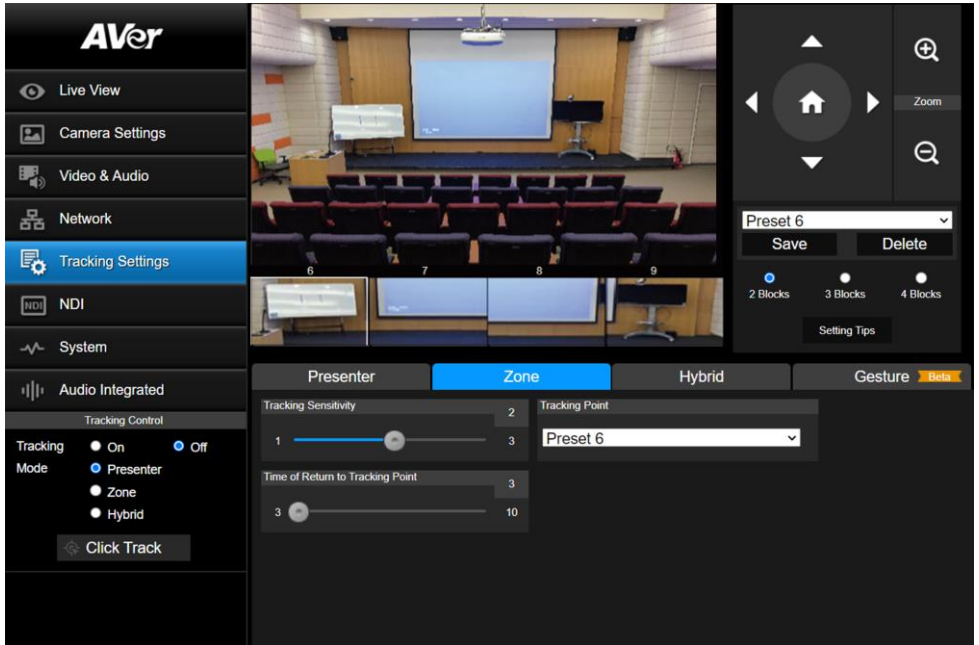 AVer
Live View
Camera Settings
Video & Audio
Network
Tracking Settings
NDI NDI
System
Audio Integrated
Tracking Control
Tracking On Off
Mode Presenter
Zone
Hybrid
Click Track
6 7 8 9
Zoom
Preset 6
Save Delete
2 Blocks 3 Blocks 4 Blocks
Setting Tips
Presenter Zone Hybrid Gesture Beta
Tracking Sensitivity 2
1 3
Time of Return to Tracking Point 3
3 10
Tracking Point
Preset 6